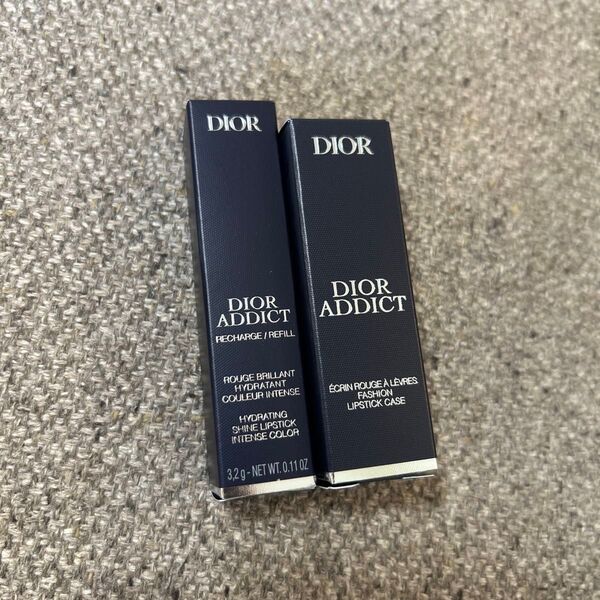 DIOR
DIOR
ADDICT
RECHARGE / REFILL
ROUGE BRILLANT
HYDRATANT
COULEUR INTENSE
HYDRATING
SHINE LIPSTICK
INTENSE COLOR
3,2 g - NET WT. 0.11 OZ
DIOR
DIOR
ADDICT
ÉCRIN ROUGE À LÈVRES
FASHION
LIPSTICK CASE